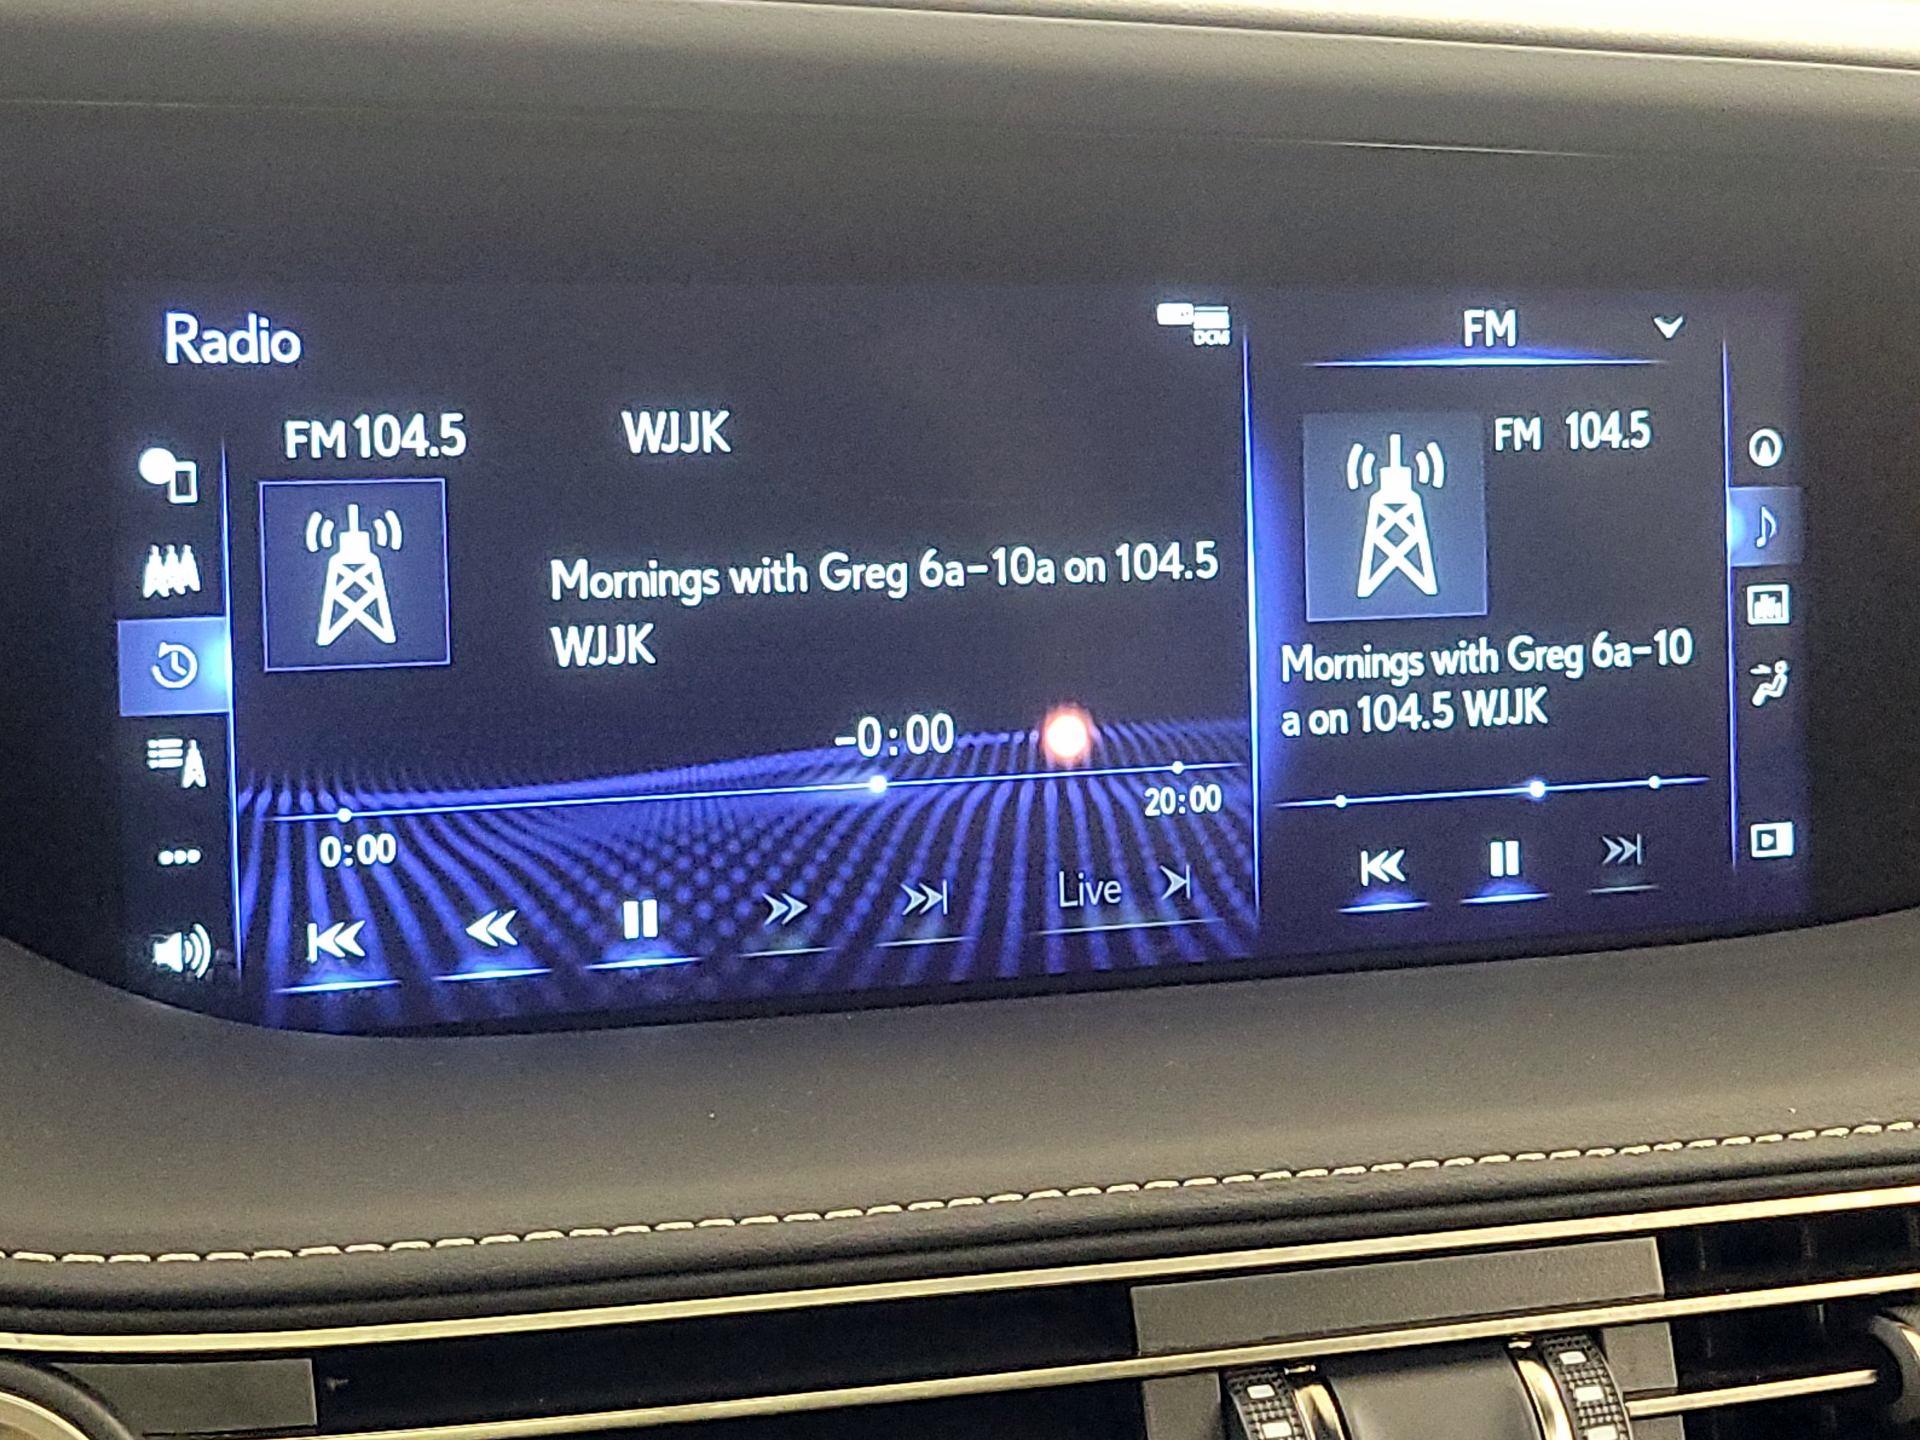 Radio
DCM
FM 104.5 WJJK
Mornings with Greg 6a-10a on 104.5
WJJK
-0:00
0:00
20:00
Live
FM
FM 104.5
Mornings with Greg 6a-10
a on 104.5 WJJK